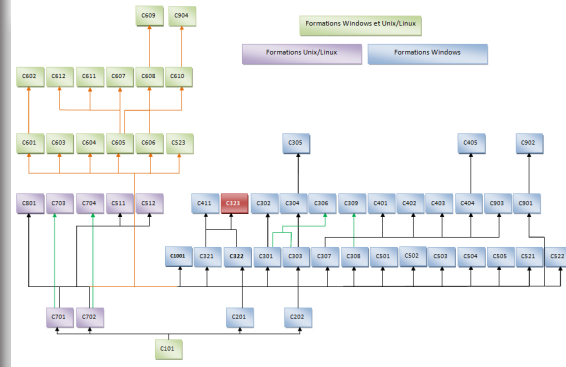 C609 C904
Formations Windows et Unix/Linux
Formations Unix/Linux Formations Windows
C602 C612 C611 C607 C608 C610
C601 C603 C604 C605 C606 C523
C305 C405 C902
C801 C703 C704 C511 C512 C411 C323 C302 C304 C306 C309 C401 C402 C403 C404 C903 C901
C1001 C321 C322 C301 C303 C307 C308 C501 C502 C503 C504 C505 C521 C522
C701 C702 C201 C202
C101